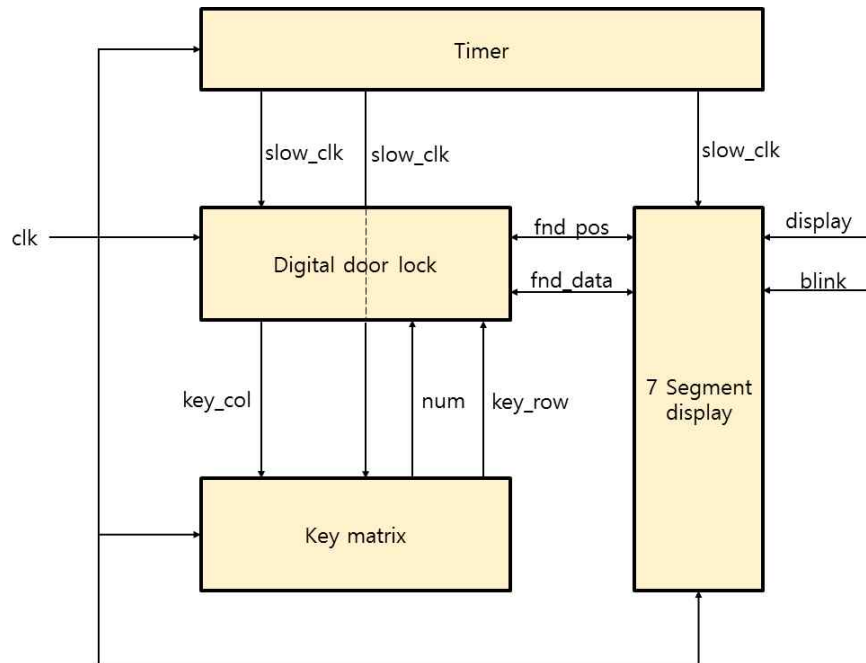 Timer
slow_clk
slow_clk
slow_clk
clk
Digital door lock
fnd_pos
display
fnd_data
blink
key_col
num
key_row
7 Segment
display
Key matrix